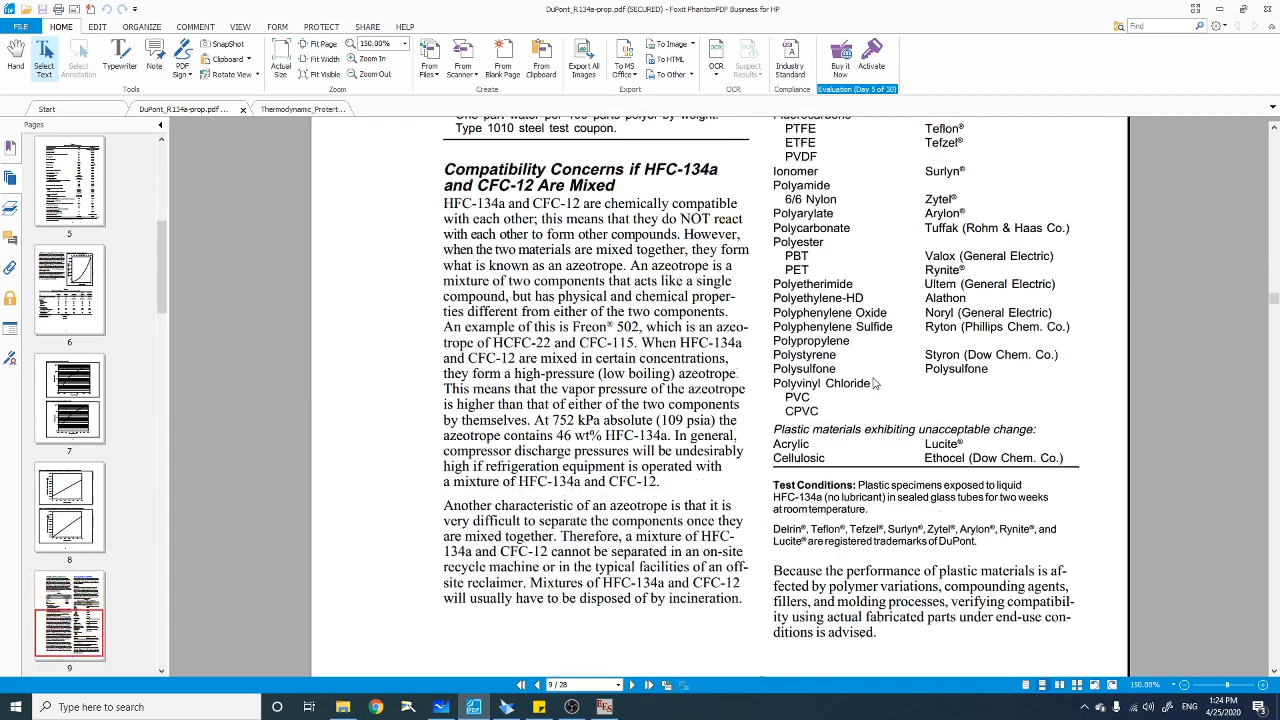 DuPont_R134a-prop.pdf (SECURED) - Foxit PhantomPDF Business for HP
FILE HOME EDIT ORGANIZE COMMENT VIEW FORM PROTECT SHARE HELP
Find
Hand
Select Text
Select Annotation
SnapShot
Clipboard
Rotate View
Typewriter
Note
PDF Sign
Tools
Actual Size
Fit Page
Fit Width
Fit Visible
150.00%
Zoom In
Zoom Out
Zoom
From Files
From Scanner
From Blank Page
From Clipboard
Create
Export All Images
To MS Office
To Image
To HTML
To Other
Export
OCR
Suspect Results
OCR
Industry Standard
Compliance
Buy it Now
Activate
Evaluation (Day 5 of 30)
Start
DuPont_R134a-prop.pdf ...
Thermodynamic_Protert...
Pages
5
6
7
8
9
One part water per 100 parts polyol by weight.
Type 1010 steel test coupon.
Compatibility Concerns if HFC-134a
and CFC-12 Are Mixed
HFC-134a and CFC-12 are chemically compatible
with each other; this means that they do NOT react
with each other to form other compounds. However,
when the two materials are mixed together, they form
what is known as an azeotrope. An azeotrope is a
mixture of two components that acts like a single
compound, but has physical and chemical proper-
ties different from either of the two components.
An example of this is Freon® 502, which is an azeo-
trope of HCFC-22 and CFC-115. When HFC-134a
and CFC-12 are mixed in certain concentrations,
they form a high-pressure (low boiling) azeotrope.
This means that the vapor pressure of the azeotrope
is higher than that of either of the two components
by themselves. At 752 kPa absolute (109 psia) the
azeotrope contains 46 wt% HFC-134a. In general,
compressor discharge pressures will be undesirably
high if refrigeration equipment is operated with
a mixture of HFC-134a and CFC-12.
Another characteristic of an azeotrope is that it is
very difficult to separate the components once they
are mixed together. Therefore, a mixture of HFC-
134a and CFC-12 cannot be separated in an on-site
recycle machine or in the typical facilities of an off-
site reclaimer. Mixtures of HFC-134a and CFC-12
will usually have to be disposed of by incineration.
Fluorocarbons
PTFE Teflon®
ETFE Tefzel®
PVDF
Ionomer Surlyn®
Polyamide
6/6 Nylon Zytel®
Polyarylate Arylon®
Polycarbonate Tuffak (Rohm & Haas Co.)
Polyester
PBT Valox (General Electric)
PET Rynite®
Polyetherimide Ultem (General Electric)
Polyethylene-HD Alathon
Polyphenylene Oxide Noryl (General Electric)
Polyphenylene Sulfide Ryton (Phillips Chem. Co.)
Polypropylene
Polystyrene Styron (Dow Chem. Co.)
Polysulfone Polysulfone
Polyvinyl Chloride
PVC
CPVC
Plastic materials exhibiting unacceptable change:
Acrylic Lucite®
Cellulosic Ethocel (Dow Chem. Co.)
Test Conditions: Plastic specimens exposed to liquid
HFC-134a (no lubricant) in sealed glass tubes for two weeks
at room temperature.
Delrin®, Teflon®, Tefzel®, Surlyn®, Zytel®, Arylon®, Rynite®, and
Lucite® are registered trademarks of DuPont.
Because the performance of plastic materials is af-
fected by polymer variations, compounding agents,
fillers, and molding processes, verifying compatibil-
ity using actual fabricated parts under end-use con-
ditions is advised.
9 / 28
150.00%
Type here to search
EES
ENG
1:24 PM
4/25/2020